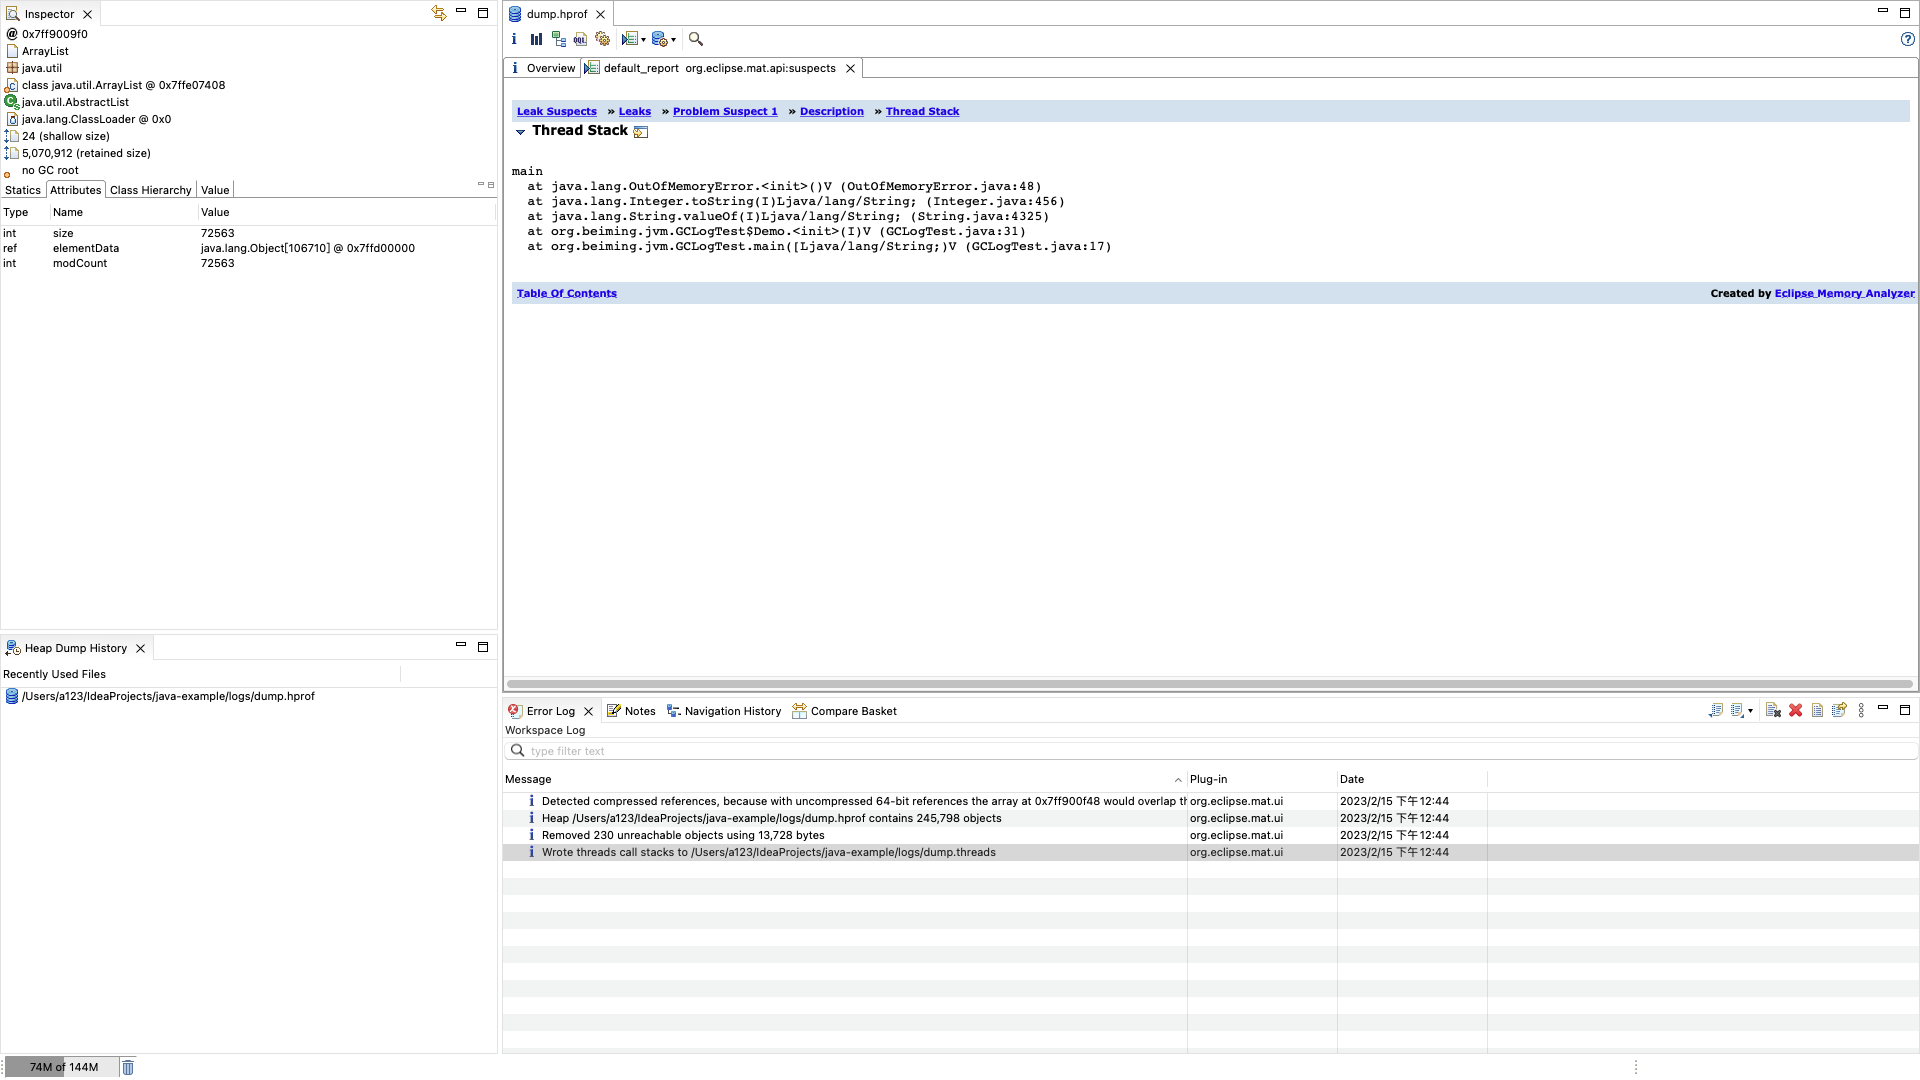 Inspector
@ 0x7ff9009f0
ArrayList
java.util
class java.util.ArrayList @ 0x7ffe07408
java.util.AbstractList
java.lang.ClassLoader @ 0x0
24 (shallow size)
5,070,912 (retained size)
no GC root
Statics Attributes Class Hierarchy Value
Type Name Value
int size 72563
ref elementData java.lang.Object[106710] @ 0x7ffd00000
int modCount 72563
Heap Dump History
Recently Used Files
/Users/a123/IdeaProjects/java-example/logs/dump.hprof
74M of 144M
dump.hprof
Overview default_report org.eclipse.mat.api:suspects
Leak Suspects » Leaks » Problem Suspect 1 » Description » Thread Stack
Thread Stack
main
at java.lang.OutOfMemoryError.<init>()V (OutOfMemoryError.java:48)
at java.lang.Integer.toString(I)Ljava/lang/String; (Integer.java:456)
at java.lang.String.valueOf(I)Ljava/lang/String; (String.java:4325)
at org.beiming.jvm.GCLogTest$Demo.<init>(I)V (GCLogTest.java:31)
at org.beiming.jvm.GCLogTest.main([Ljava/lang/String;)V (GCLogTest.java:17)
Table Of Contents Created by Eclipse Memory Analyzer
Error Log Notes Navigation History Compare Basket
Workspace Log
type filter text
Message Plug-in Date
Detected compressed references, because with uncompressed 64-bit references the array at 0x7ff900f48 would overlap th org.eclipse.mat.ui 2023/2/15 下午12:44
Heap /Users/a123/IdeaProjects/java-example/logs/dump.hprof contains 245,798 objects org.eclipse.mat.ui 2023/2/15 下午12:44
Removed 230 unreachable objects using 13,728 bytes org.eclipse.mat.ui 2023/2/15 下午12:44
Wrote threads call stacks to /Users/a123/IdeaProjects/java-example/logs/dump.threads org.eclipse.mat.ui 2023/2/15 下午12:44